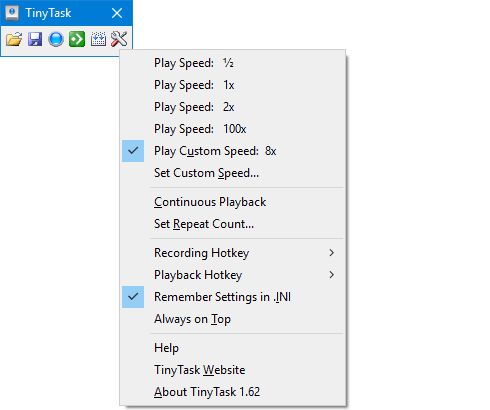 TinyTask
Play Speed: ½
Play Speed: 1x
Play Speed: 2x
Play Speed: 100x
Play Custom Speed: 8x
Set Custom Speed...
Continuous Playback
Set Repeat Count...
Recording Hotkey
Playback Hotkey
Remember Settings in .INI
Always on Top
Help
TinyTask Website
About TinyTask 1.62